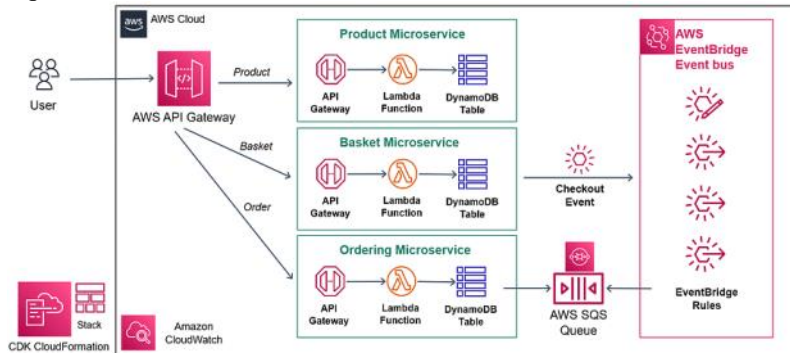 aws
AWS Cloud
User
AWS API Gateway
Product
Basket
Order
Product Microservice
API
Gateway
Lambda
Function
DynamoDB
Table
Basket Microservice
API
Gateway
Lambda
Function
DynamoDB
Table
Ordering Microservice
API
Gateway
Lambda
Function
DynamoDB
Table
Checkout
Event
AWS
EventBridge
Event bus
EventBridge
Rules
AWS SQS
Queue
Stack
CDK CloudFormation
Amazon
CloudWatch